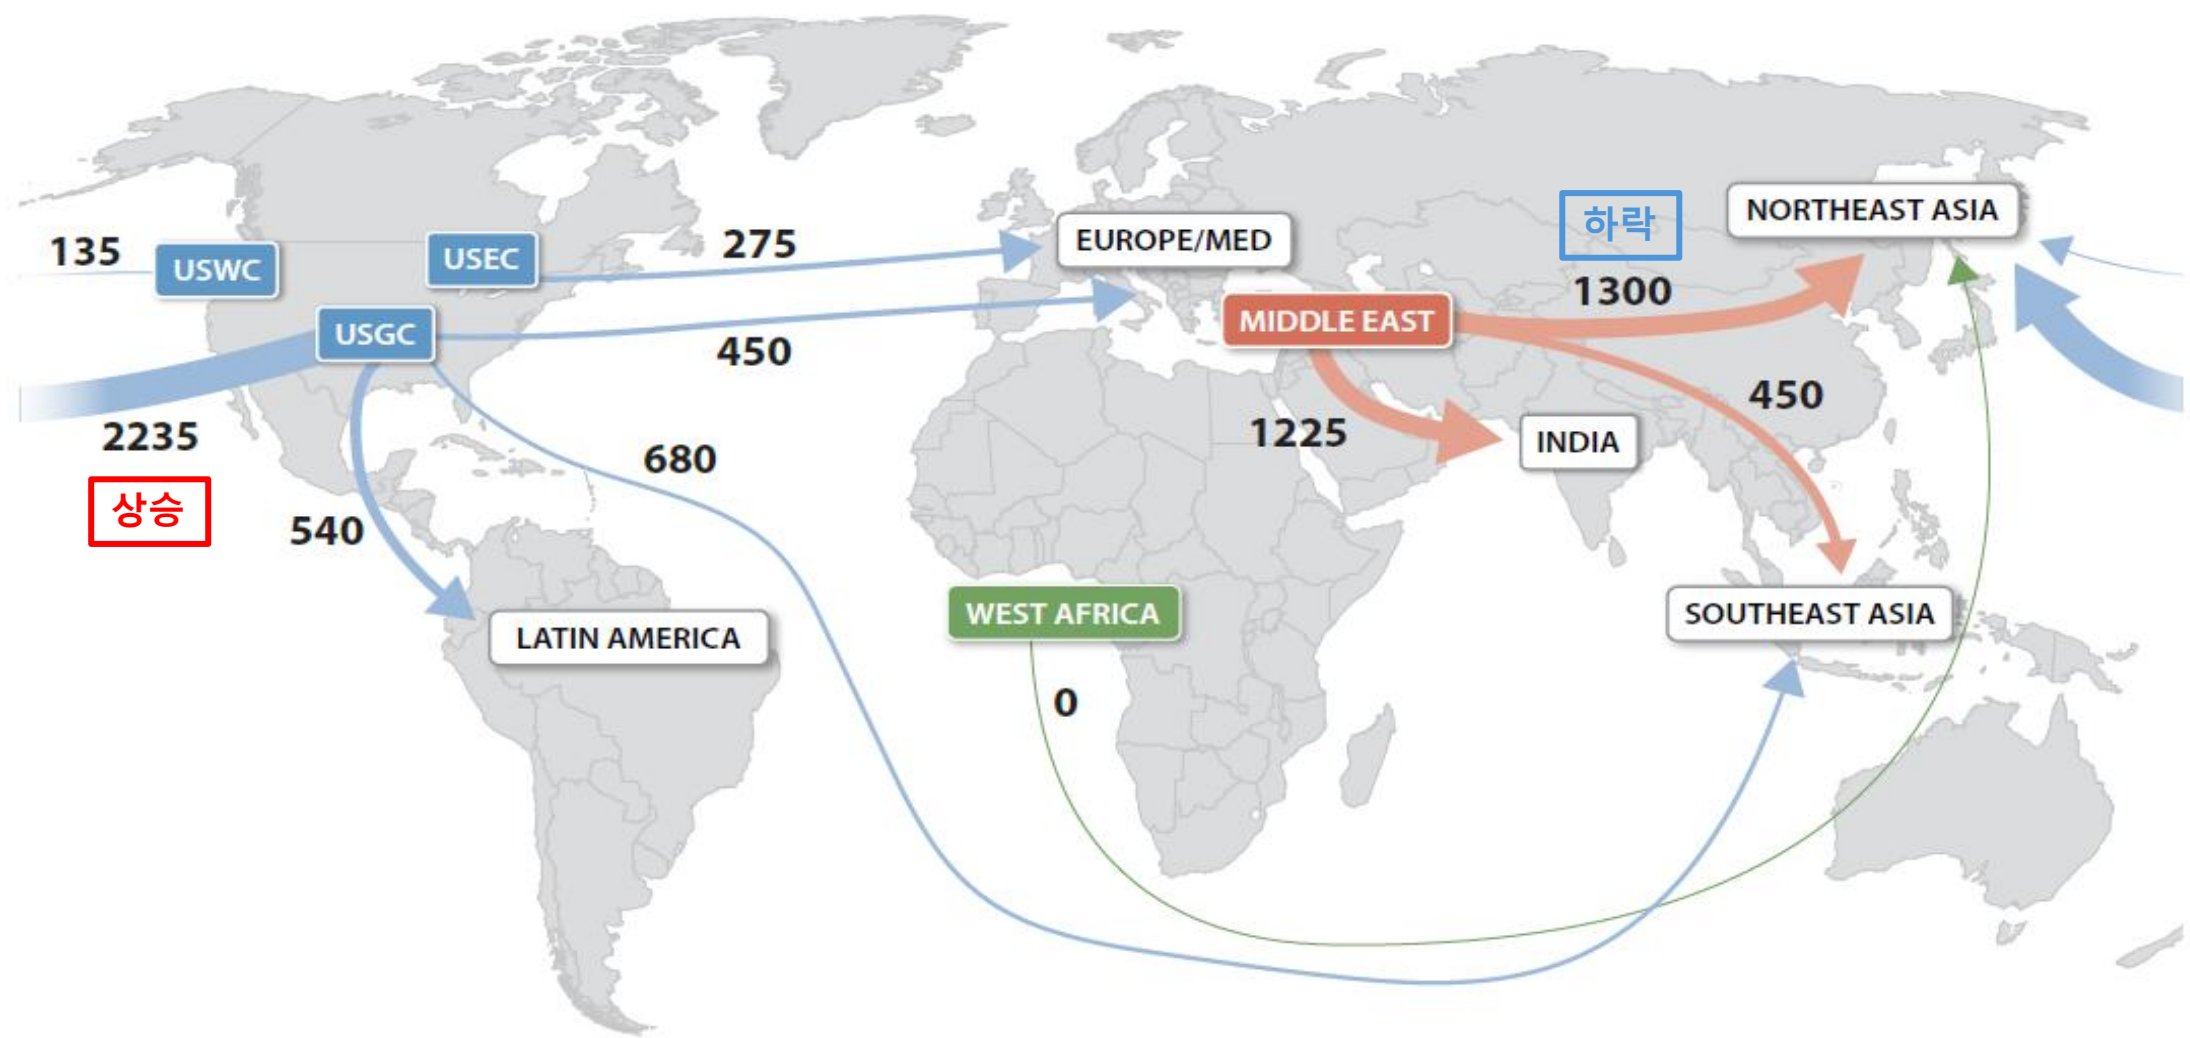 하락
NORTHEAST ASIA
135
USWC
USEC
275
EUROPE/MED
1300
USGC
450
MIDDLE EAST
450
2235
680
1225
INDIA
상승
540
WEST AFRICA
SOUTHEAST ASIA
LATIN AMERICA
0